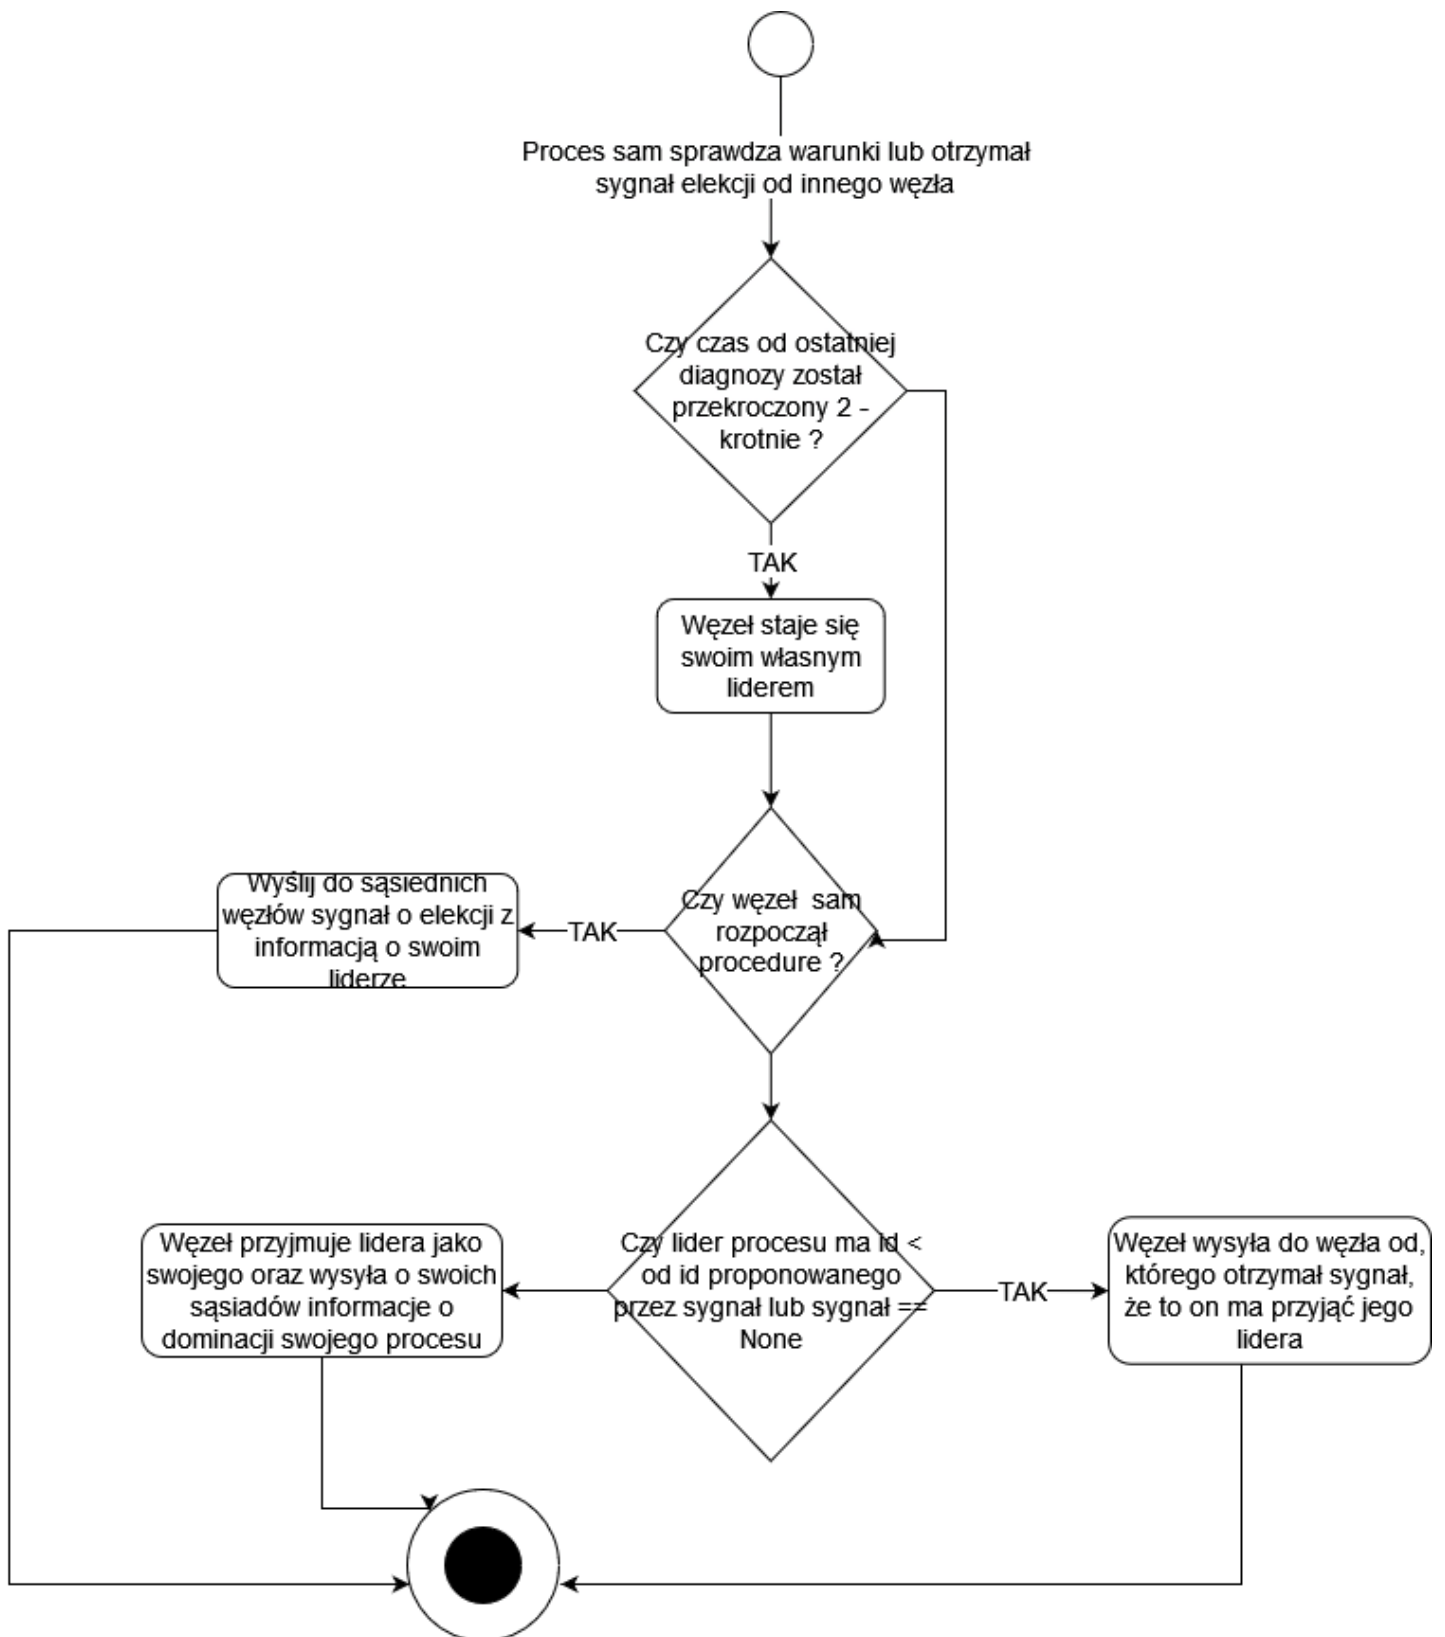 Proces sam sprawdza warunki lub otrzymał
sygnał elekcji od innego węzła
Czy czas od ostatniej
diagnozy został
przekroczony 2 -
krotnie ?
TAK
Węzeł staje się
swoim własnym
liderem
Czy węzeł  sam
rozpoczął
procedure ?
TAK
Wyślij do sąsiednich
węzłów sygnał o elekcji z
informacją o swoim
liderze
Czy lider procesu ma id <
od id proponowanego
przez sygnał lub sygnał ==
None
TAK
Węzeł przyjmuje lidera jako
swojego oraz wysyła o swoich
sąsiadów informacje o
dominacji swojego procesu
Węzeł wysyła do węzła od,
którego otrzymał sygnał,
że to on ma przyjąć jego
lidera